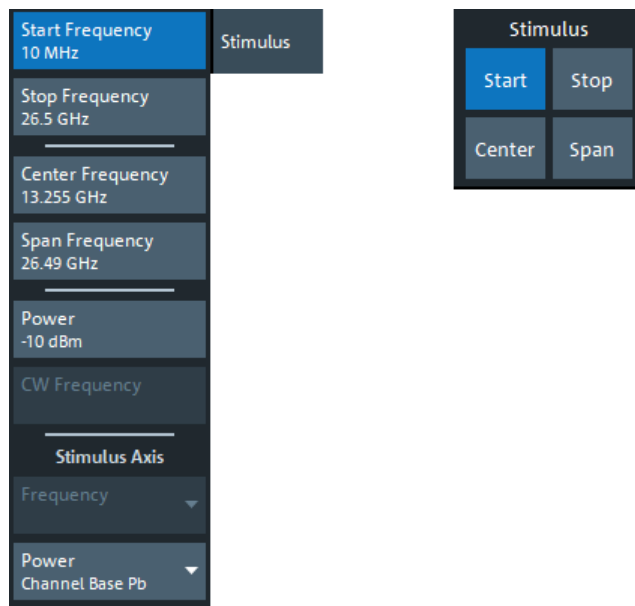 Start Frequency
10 MHz
Stimulus
Stop Frequency
26.5 GHz
Center Frequency
13.255 GHz
Span Frequency
26.49 GHz
Power
-10 dBm
CW Frequency
Stimulus Axis
Frequency
Power
Channel Base Pb
Stimulus
Start Stop
Center Span